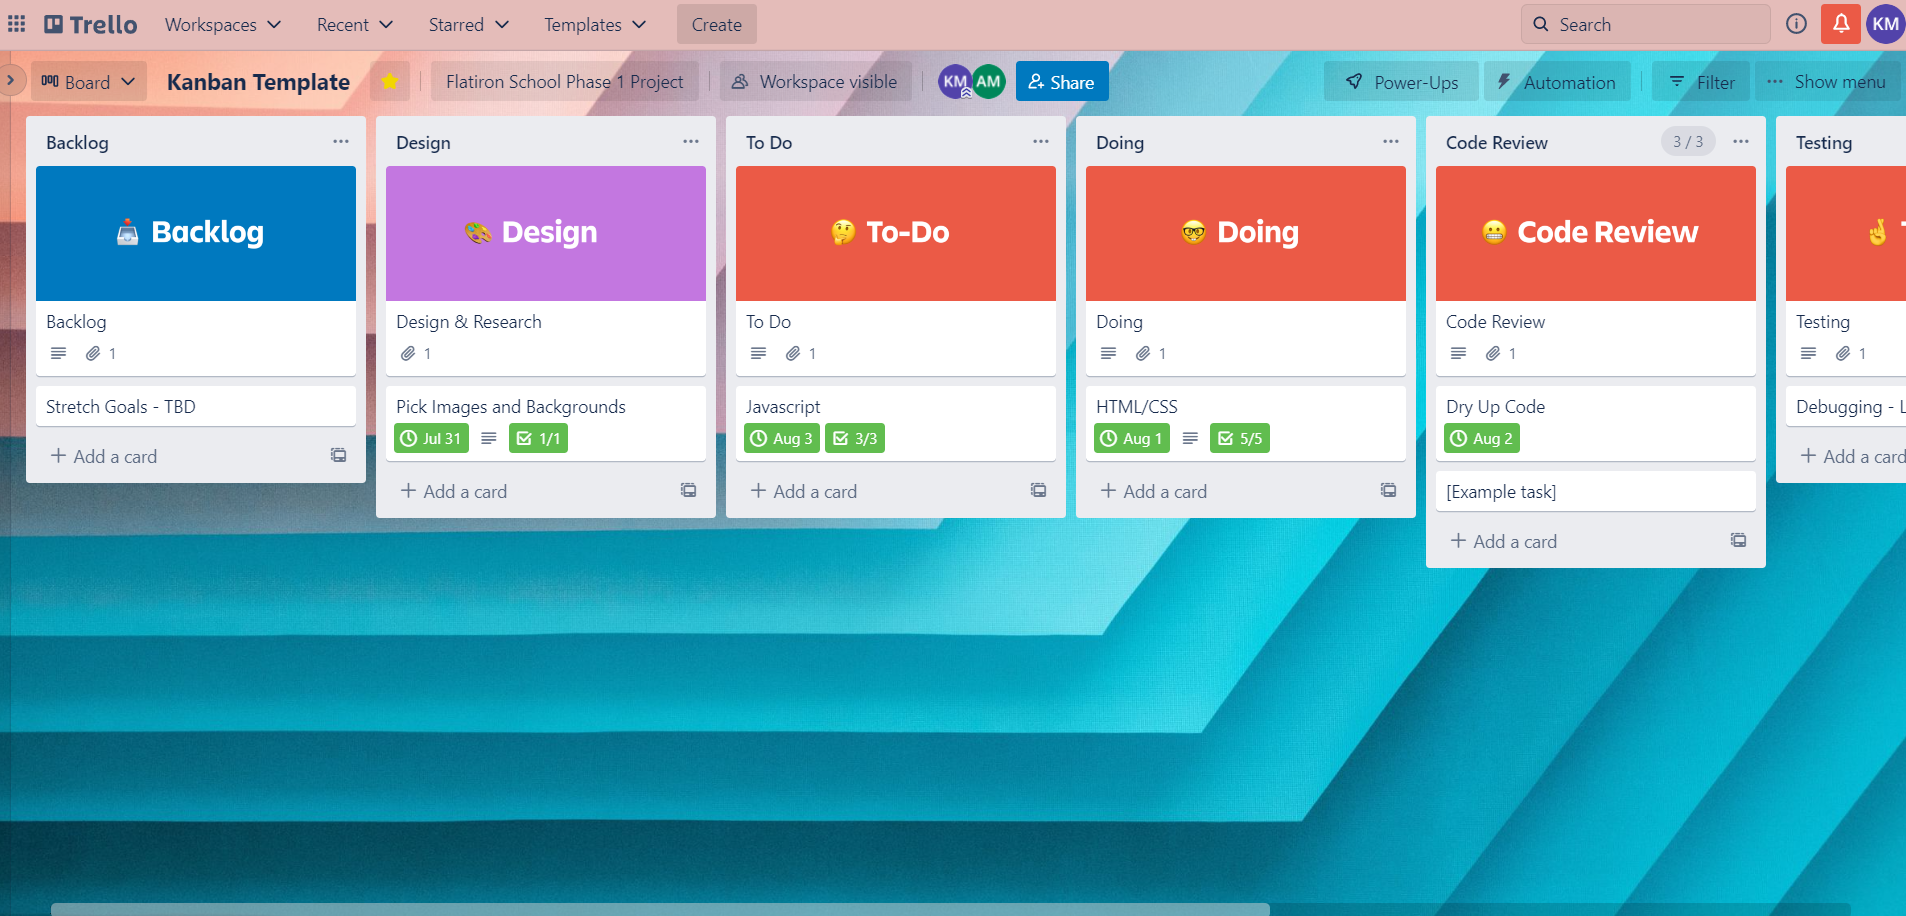 Trello
Workspaces
Recent
Starred
Templates
Create
Search
KM
Board
Kanban Template
Flatiron School Phase 1 Project
Workspace visible
KM
AM
Share
Power-Ups
Automation
Filter
Show menu
Backlog
Backlog
Backlog
1
Stretch Goals - TBD
+ Add a card
Design
Design
Design & Research
1
Pick Images and Backgrounds
Jul 31
1/1
+ Add a card
To Do
To-Do
To Do
1
Javascript
Aug 3
3/3
+ Add a card
Doing
Doing
Doing
1
HTML/CSS
Aug 1
5/5
+ Add a card
Code Review
3 / 3
Code Review
Code Review
1
Dry Up Code
Aug 2
[Example task]
+ Add a card
Testing
Testing
1
Debugging -
+ Add a card